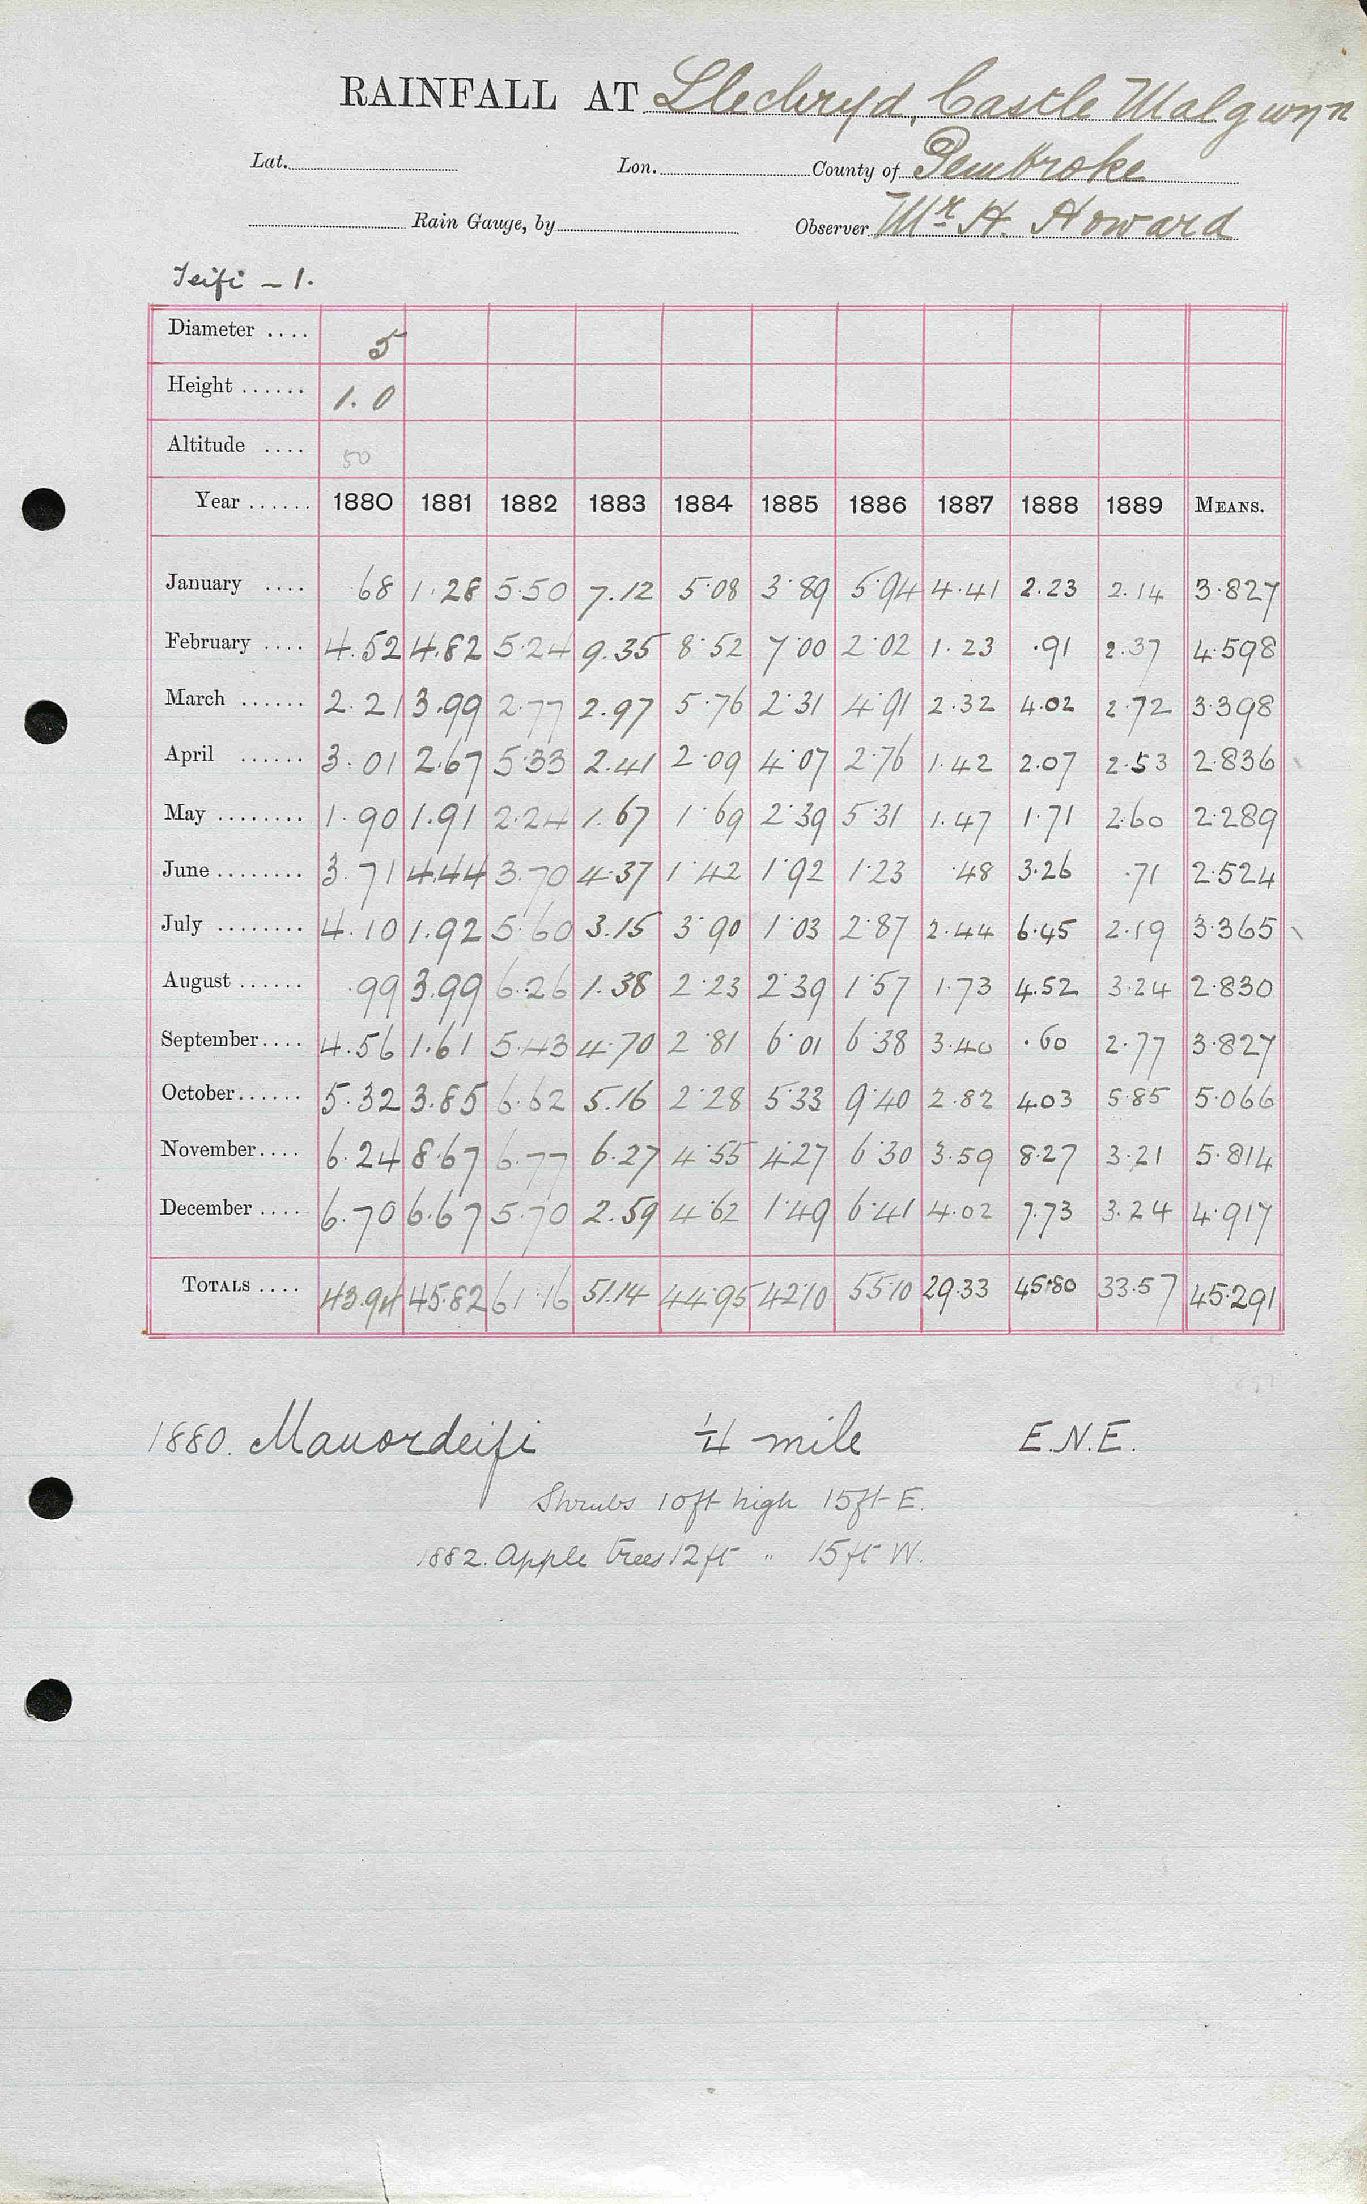 RAINFALL AT Llechryd, Castle Malgwyn
Lat. Lon. County of Pembroke
Rain Gauge, by Observer Mr H. Howard
Teifi – 1.
Diameter .... 5
Height ...... 1.0
Altitude .... 50
Year ...... 1880 1881 1882 1883 1884 1885 1886 1887 1888 1889 MEANS.
January .... .68 1.28 5.50 7.12 5.08 3.89 5.94 4.41 2.23 2.14 3.827
February .... 4.52 4.82 5.24 9.35 8.52 7.00 2.02 1.23 .91 2.37 4.598
March ...... 2.21 3.99 2.77 2.97 5.76 2.31 4.91 2.32 4.02 2.72 3.398
April ...... 3.01 2.67 5.33 2.41 2.09 4.07 2.76 1.42 2.07 2.53 2.836
May ........ 1.90 1.91 2.24 1.67 1.69 2.39 5.31 1.47 1.71 2.60 2.289
June ........ 3.71 4.44 3.70 4.37 1.42 1.92 1.23 .48 3.26 .71 2.524
July ........ 4.10 1.92 5.60 3.15 3.90 1.03 2.87 2.44 6.45 2.19 3.365
August ...... .99 3.99 6.26 1.38 2.23 2.39 1.57 1.73 4.52 3.24 2.830
September .... 4.56 1.61 5.43 4.70 2.81 6.01 6.38 3.40 .60 2.77 3.827
October ...... 5.32 3.85 6.62 5.16 2.28 5.33 9.40 2.82 4.03 5.85 5.066
November .... 6.24 8.67 6.77 6.27 4.55 4.27 6.30 3.59 8.27 3.21 5.814
December .... 6.70 6.67 5.70 2.59 4.62 1.49 6.41 4.02 7.73 3.24 4.917
TOTALS .... 43.94 45.82 61.16 51.14 44.95 42.10 55.10 29.33 45.80 33.57 45.291
1880. Manordeifi 1/4 mile E.N.E.
Shrubs 10ft high 15ft E.
1882. Apple trees 12ft " 15ft W.